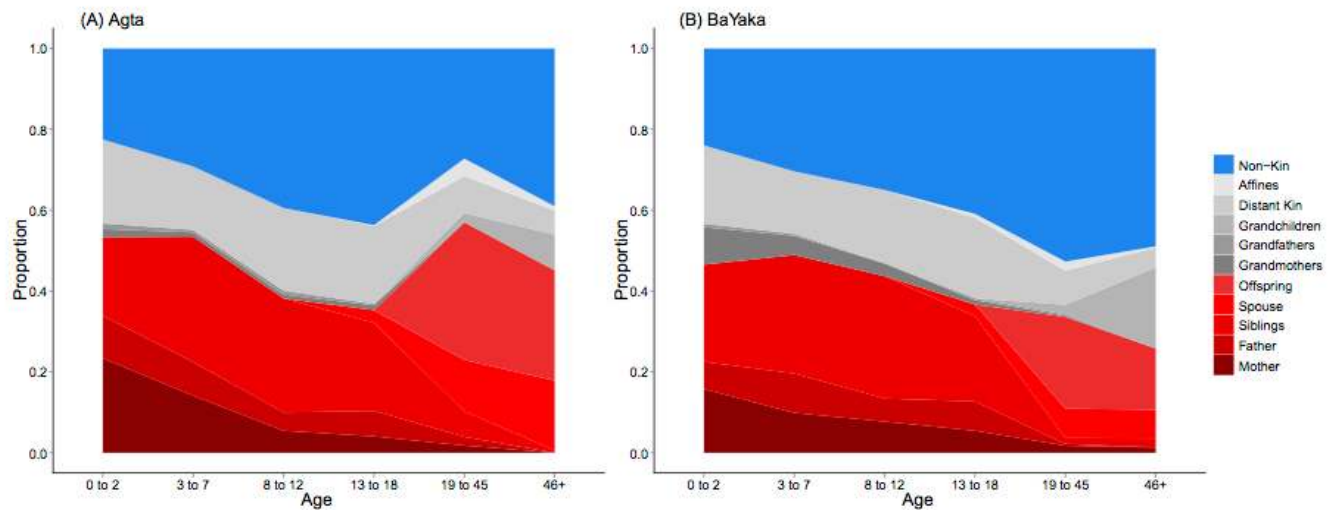 (A) Agta
Proportion
1.0
0.8
0.6
0.4
0.2
0.0
0 to 2
3 to 7
8 to 12
13 to 18
19 to 45
46+
Age
(B) BaYaka
Proportion
1.0
0.8
0.6
0.4
0.2
0.0
0 to 2
3 to 7
8 to 12
13 to 18
19 to 45
46+
Age
Non-Kin
Affines
Distant Kin
Grandchildren
Grandfathers
Grandmothers
Offspring
Spouse
Siblings
Father
Mother